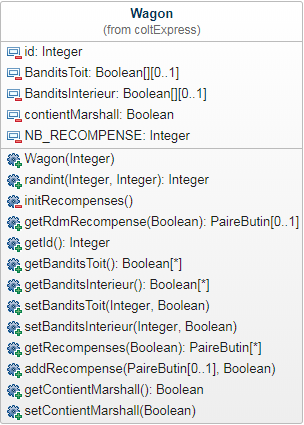 Wagon
(from coltExpress)
id: Integer
BanditsToit: Boolean[][0..1]
BanditsInterieur: Boolean[][0..1]
contientMarshall: Boolean
NB_RECOMPENSE: Integer
Wagon(Integer)
randint(Integer, Integer): Integer
initRecompenses()
getRdmRecompense(Boolean): PaireButin[0..1]
getId(): Integer
getBanditsToit(): Boolean[*]
getBanditsInterieur(): Boolean[*]
setBanditsToit(Integer, Boolean)
setBanditsInterieur(Integer, Boolean)
getRecompenses(Boolean): PaireButin[*]
addRecompense(PaireButin[0..1], Boolean)
getContientMarshall(): Boolean
setContientMarshall(Boolean)